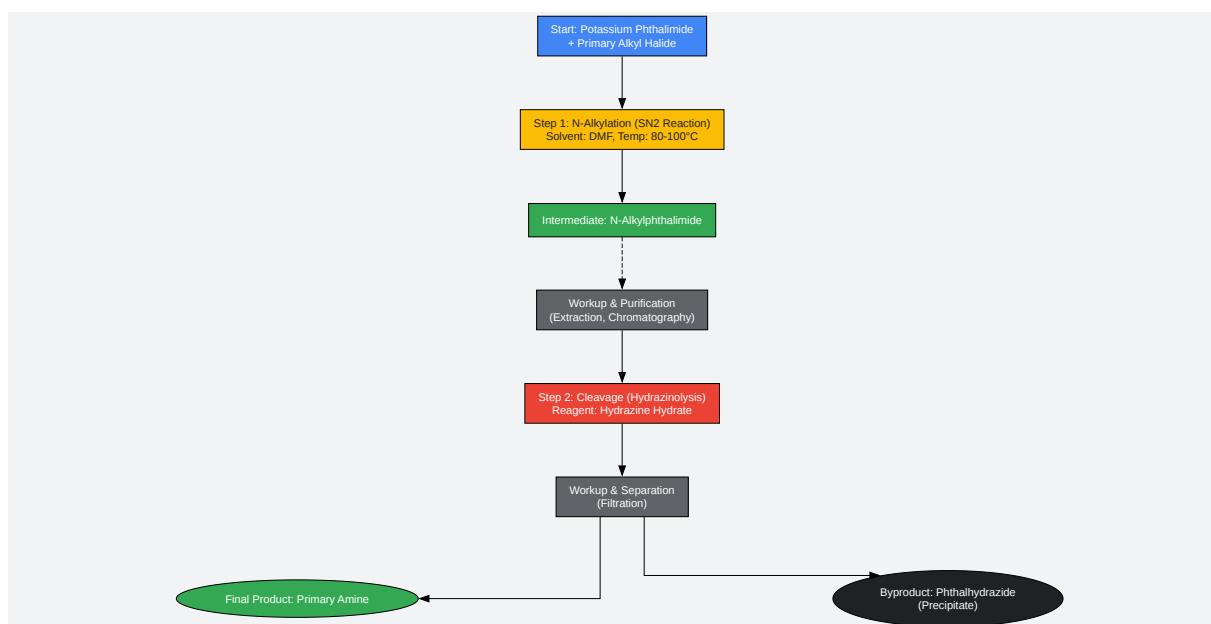 Start: Potassium Phthalimide
+ Primary Alkyl Halide
Step 1: N-Alkylation (SN2 Reaction)
Solvent: DMF, Temp: 80-100°C
Intermediate: N-Alkylphthalimide
Workup & Purification
(Extraction, Chromatography)
Step 2: Cleavage (Hydrazinolysis)
Reagent: Hydrazine Hydrate
Workup & Separation
(Filtration)
Final Product: Primary Amine
Byproduct: Phthalhydrazide
(Precipitate)